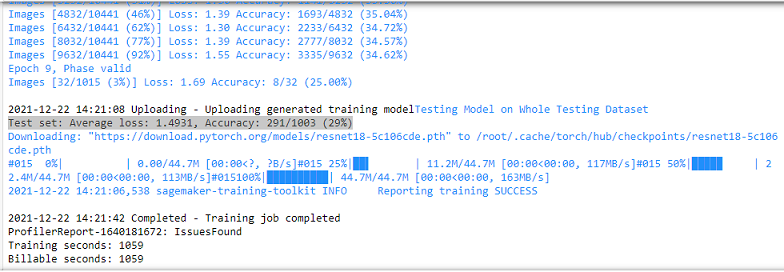 Images [4832/10441 (46%)] Loss: 1.39 Accuracy: 1693/4832 (35.04%)
Images [6432/10441 (62%)] Loss: 1.30 Accuracy: 2233/6432 (34.72%)
Images [8032/10441 (77%)] Loss: 1.39 Accuracy: 2777/8032 (34.57%)
Images [9632/10441 (92%)] Loss: 1.55 Accuracy: 3335/9632 (34.62%)
Epoch 9, Phase valid
Images [32/1015 (3%)] Loss: 1.69 Accuracy: 8/32 (25.00%)
2021-12-22 14:21:08 Uploading - Uploading generated training modelTesting Model on Whole Testing Dataset
Test set: Average loss: 1.4931, Accuracy: 291/1003 (29%)
Downloading: "https://download.pytorch.org/models/resnet18-5c106cde.pth" to /root/.cache/torch/hub/checkpoints/resnet18-5c106
cde.pth
#015  0%|          | 0.00/44.7M [00:00<?, ?B/s]#015 25%|██▌       | 11.2M/44.7M [00:00<00:00, 117MB/s]#015 50%|█████     | 2
2.4M/44.7M [00:00<00:00, 113MB/s]#015100%|██████████| 44.7M/44.7M [00:00<00:00, 163MB/s]
2021-12-22 14:21:06,538 sagemaker-training-toolkit INFO     Reporting training SUCCESS
2021-12-22 14:21:42 Completed - Training job completed
ProfilerReport-1640181672: IssuesFound
Training seconds: 1059
Billable seconds: 1059